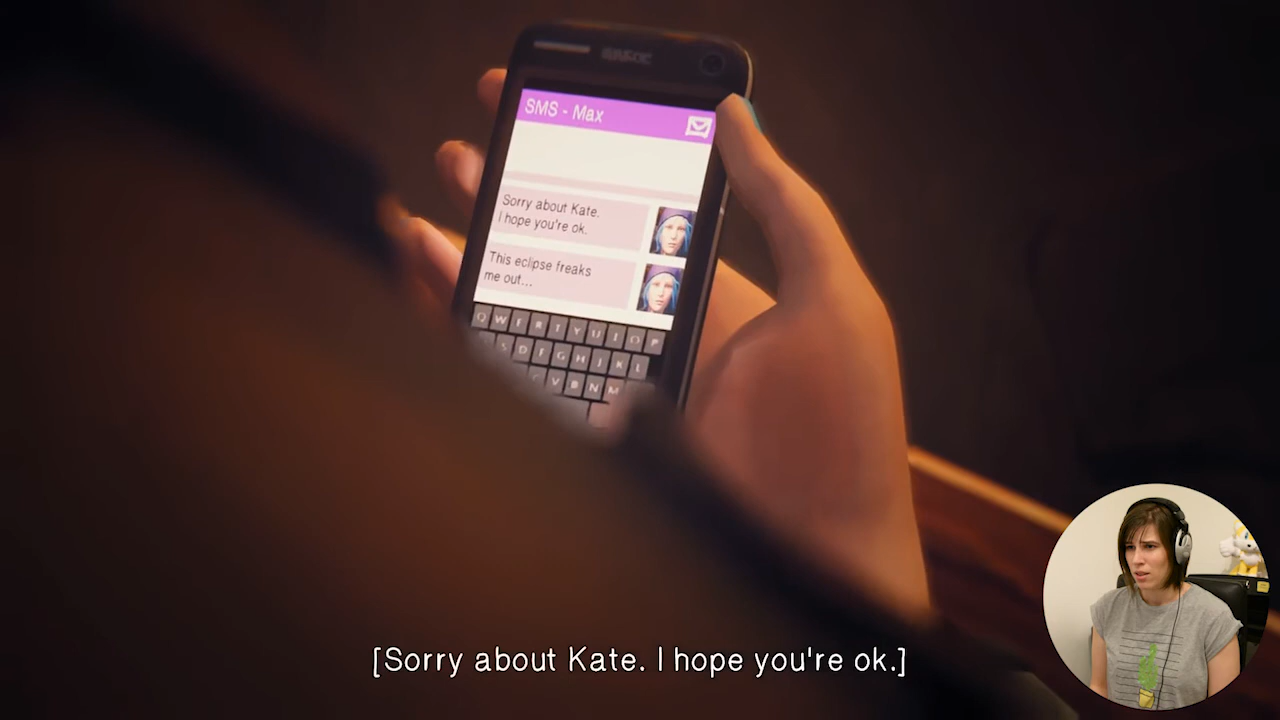 SMS - Max
Sorry about Kate.
I hope you're ok.
This eclipse freaks
me out...
Q W E R T Y U I O P
S D F G H J K L
C V B N M
[Sorry about Kate. I hope you're ok.]